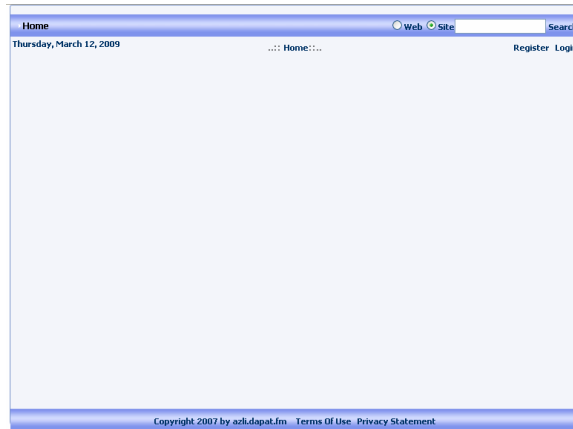 Home Web Site Searc
Thursday, March 12, 2009 ..:: Home::.. Register Logi
Copyright 2007 by azli.dapat.fm Terms Of Use Privacy Statement